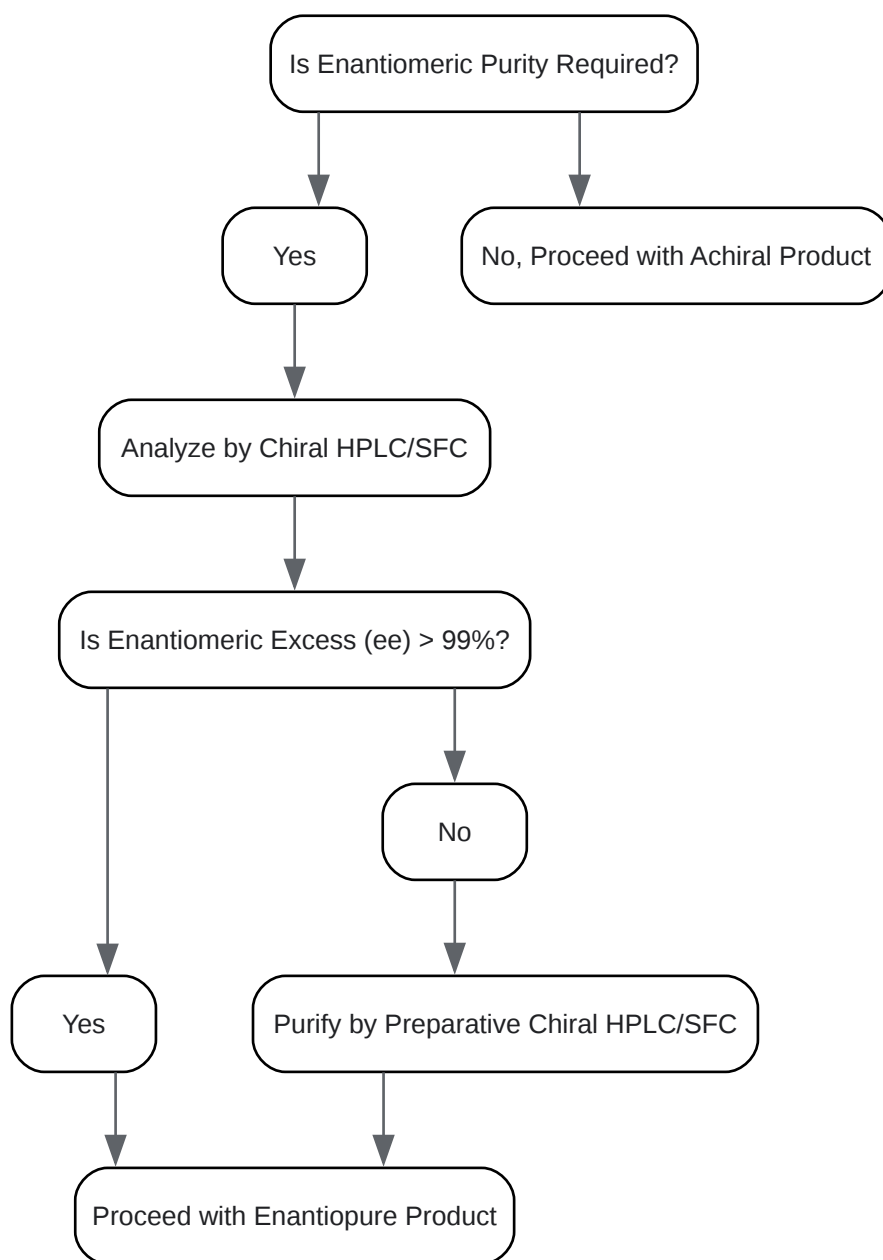 Is Enantiomeric Purity Required?
Yes
No, Proceed with Achiral Product
Analyze by Chiral HPLC/SFC
Is Enantiomeric Excess (ee) > 99%?
No
Yes
Purify by Preparative Chiral HPLC/SFC
Proceed with Enantiopure Product